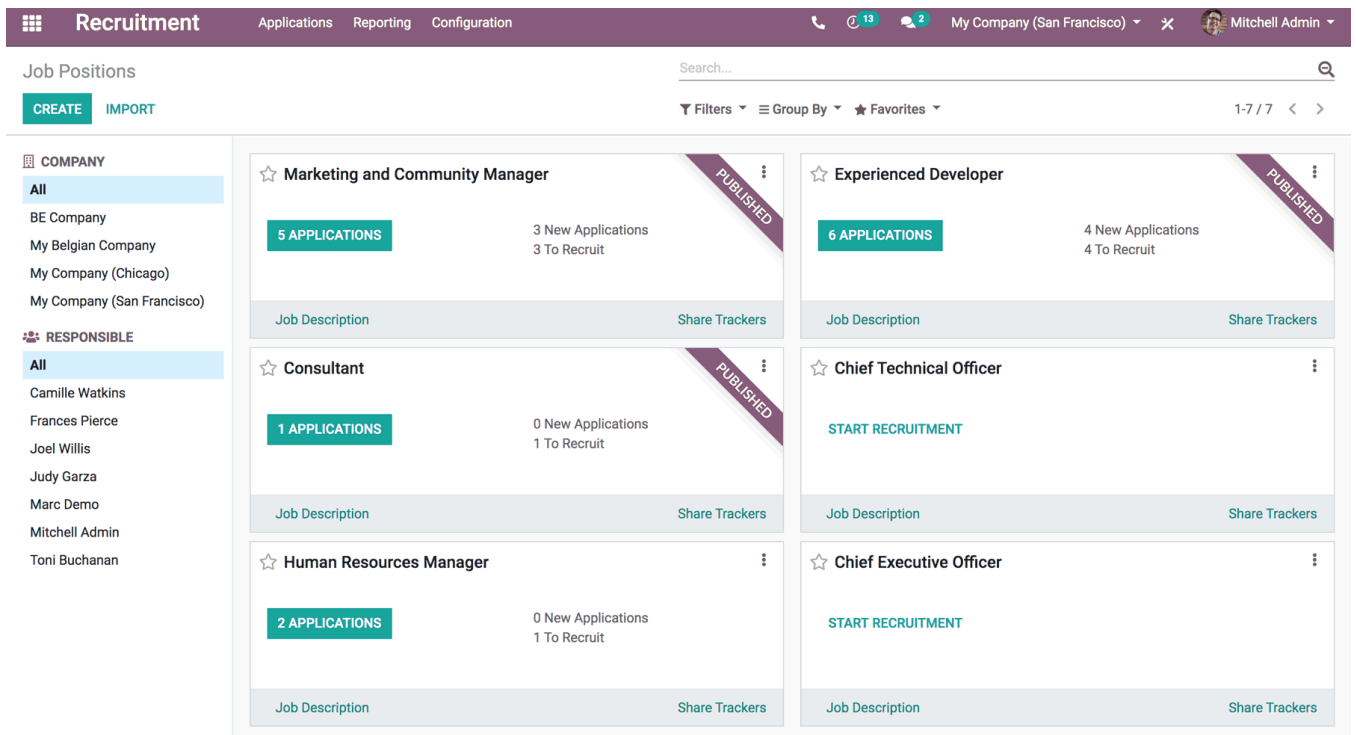 Recruitment Applications Reporting Configuration 13 2 My Company (San Francisco) Mitchell Admin
Job Positions
Search...
CREATE IMPORT
Filters Group By Favorites 1-7 / 7
COMPANY
All
BE Company
My Belgian Company
My Company (Chicago)
My Company (San Francisco)
RESPONSIBLE
All
Camille Watkins
Frances Pierce
Joel Willis
Judy Garza
Marc Demo
Mitchell Admin
Toni Buchanan
Marketing and Community Manager
PUBLISHED
5 APPLICATIONS
3 New Applications
3 To Recruit
Job Description Share Trackers
Experienced Developer
PUBLISHED
6 APPLICATIONS
4 New Applications
4 To Recruit
Job Description Share Trackers
Consultant
PUBLISHED
1 APPLICATIONS
0 New Applications
1 To Recruit
Job Description Share Trackers
Chief Technical Officer
START RECRUITMENT
Job Description Share Trackers
Human Resources Manager
2 APPLICATIONS
0 New Applications
1 To Recruit
Job Description Share Trackers
Chief Executive Officer
START RECRUITMENT
Job Description Share Trackers